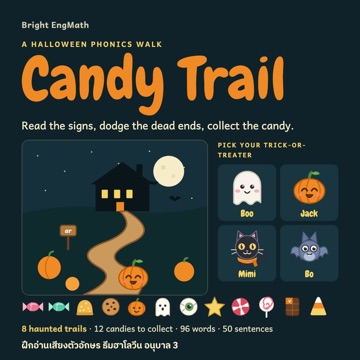 Bright EngMath
A HALLOWEEN PHONICS WALK
Candy Trail
Read the signs, dodge the dead ends, collect the candy.
PICK YOUR TRICK-OR-
TREATER
ar
Boo
Jack
Mimi
Bo
8 haunted trails · 12 candies to collect · 96 words · 50 sentences
ฝึกอ่านเสียงตัวอักษร ธีมฮาโลวีน อนุบาล 3